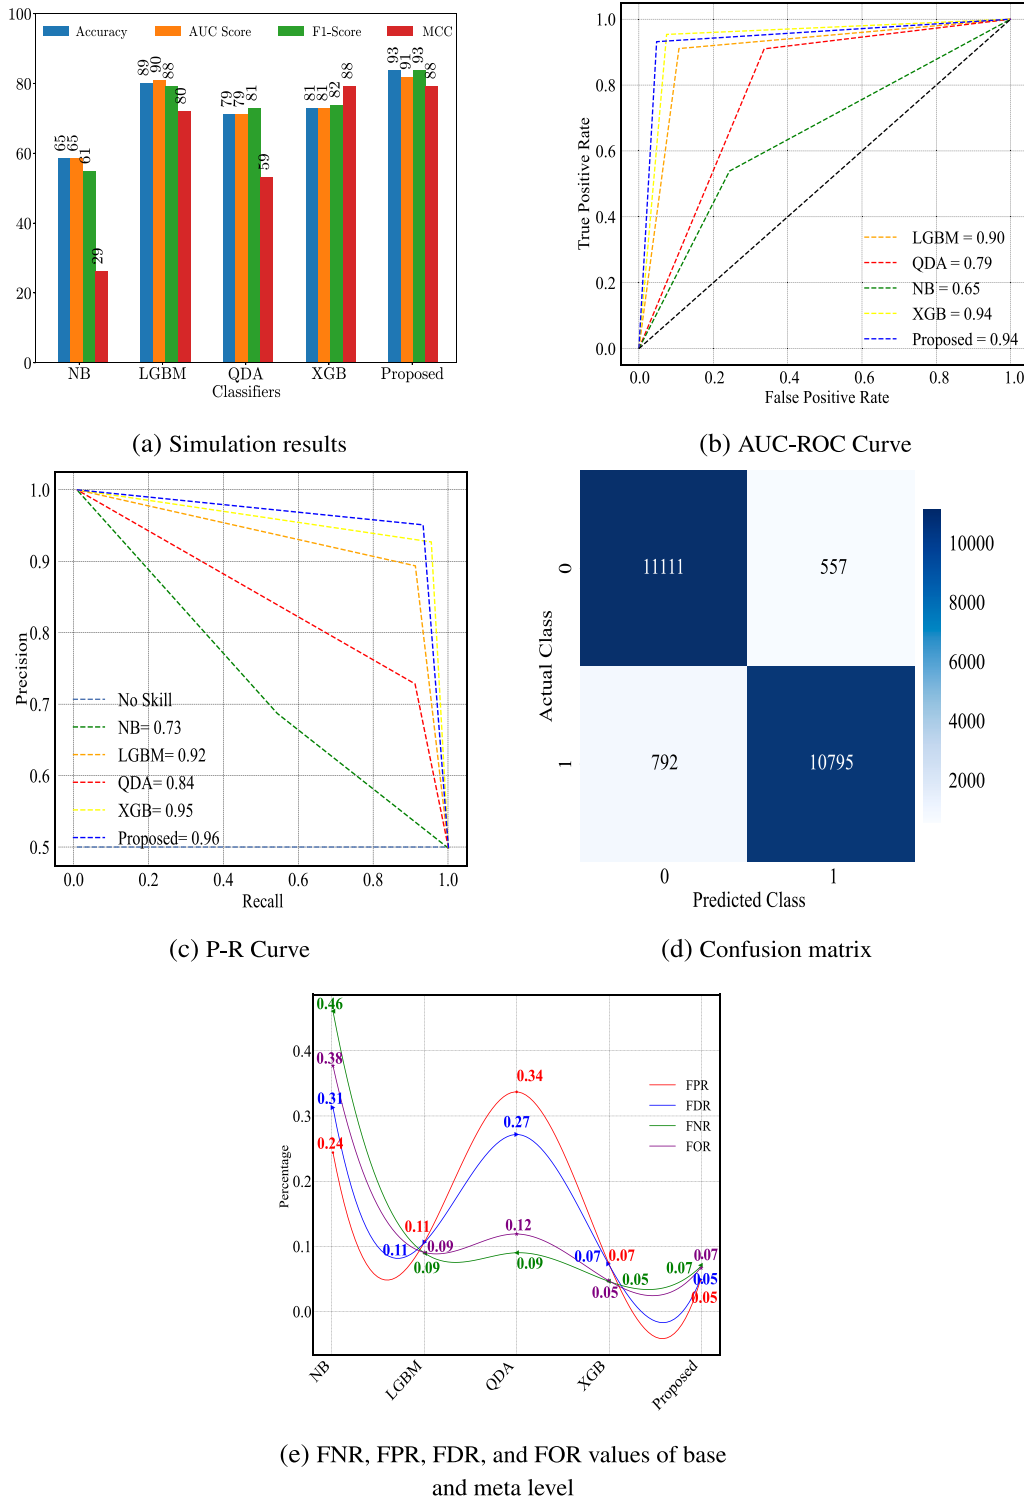 Accuracy AUC Score F1-Score MCC
100
80
60
40
20
0
65 65 61 29
89 90 88 80
79 79 81 59
81 81 82 88
93 91 93 88
NB LGBM QDA XGB Proposed
Classifiers
(a) Simulation results
True Positive Rate
1.0
0.8
0.6
0.4
0.2
0.0
LGBM = 0.90
QDA = 0.79
NB = 0.65
XGB = 0.94
Proposed = 0.94
0.0 0.2 0.4 0.6 0.8 1.0
False Positive Rate
(b) AUC-ROC Curve
Precision
1.0
0.9
0.8
0.7
0.6
0.5
No Skill
NB= 0.73
LGBM= 0.92
QDA= 0.84
XGB= 0.95
Proposed= 0.96
0.0 0.2 0.4 0.6 0.8 1.0
Recall
(c) P-R Curve
Actual Class
0
1
11111 557
792 10795
0 1
Predicted Class
10000
8000
6000
4000
2000
(d) Confusion matrix
Percentage
0.4
0.3
0.2
0.1
0.0
0.46
0.38
0.31
0.24
0.11
0.11
0.09
0.09
0.34
0.27
0.12
0.09
0.07
0.07
0.05
0.05
0.07
0.07
0.05
0.05
FPR
FDR
FNR
FOR
NB LGBM QDA XGB Proposed
(e) FNR, FPR, FDR, and FOR values of base
and meta level